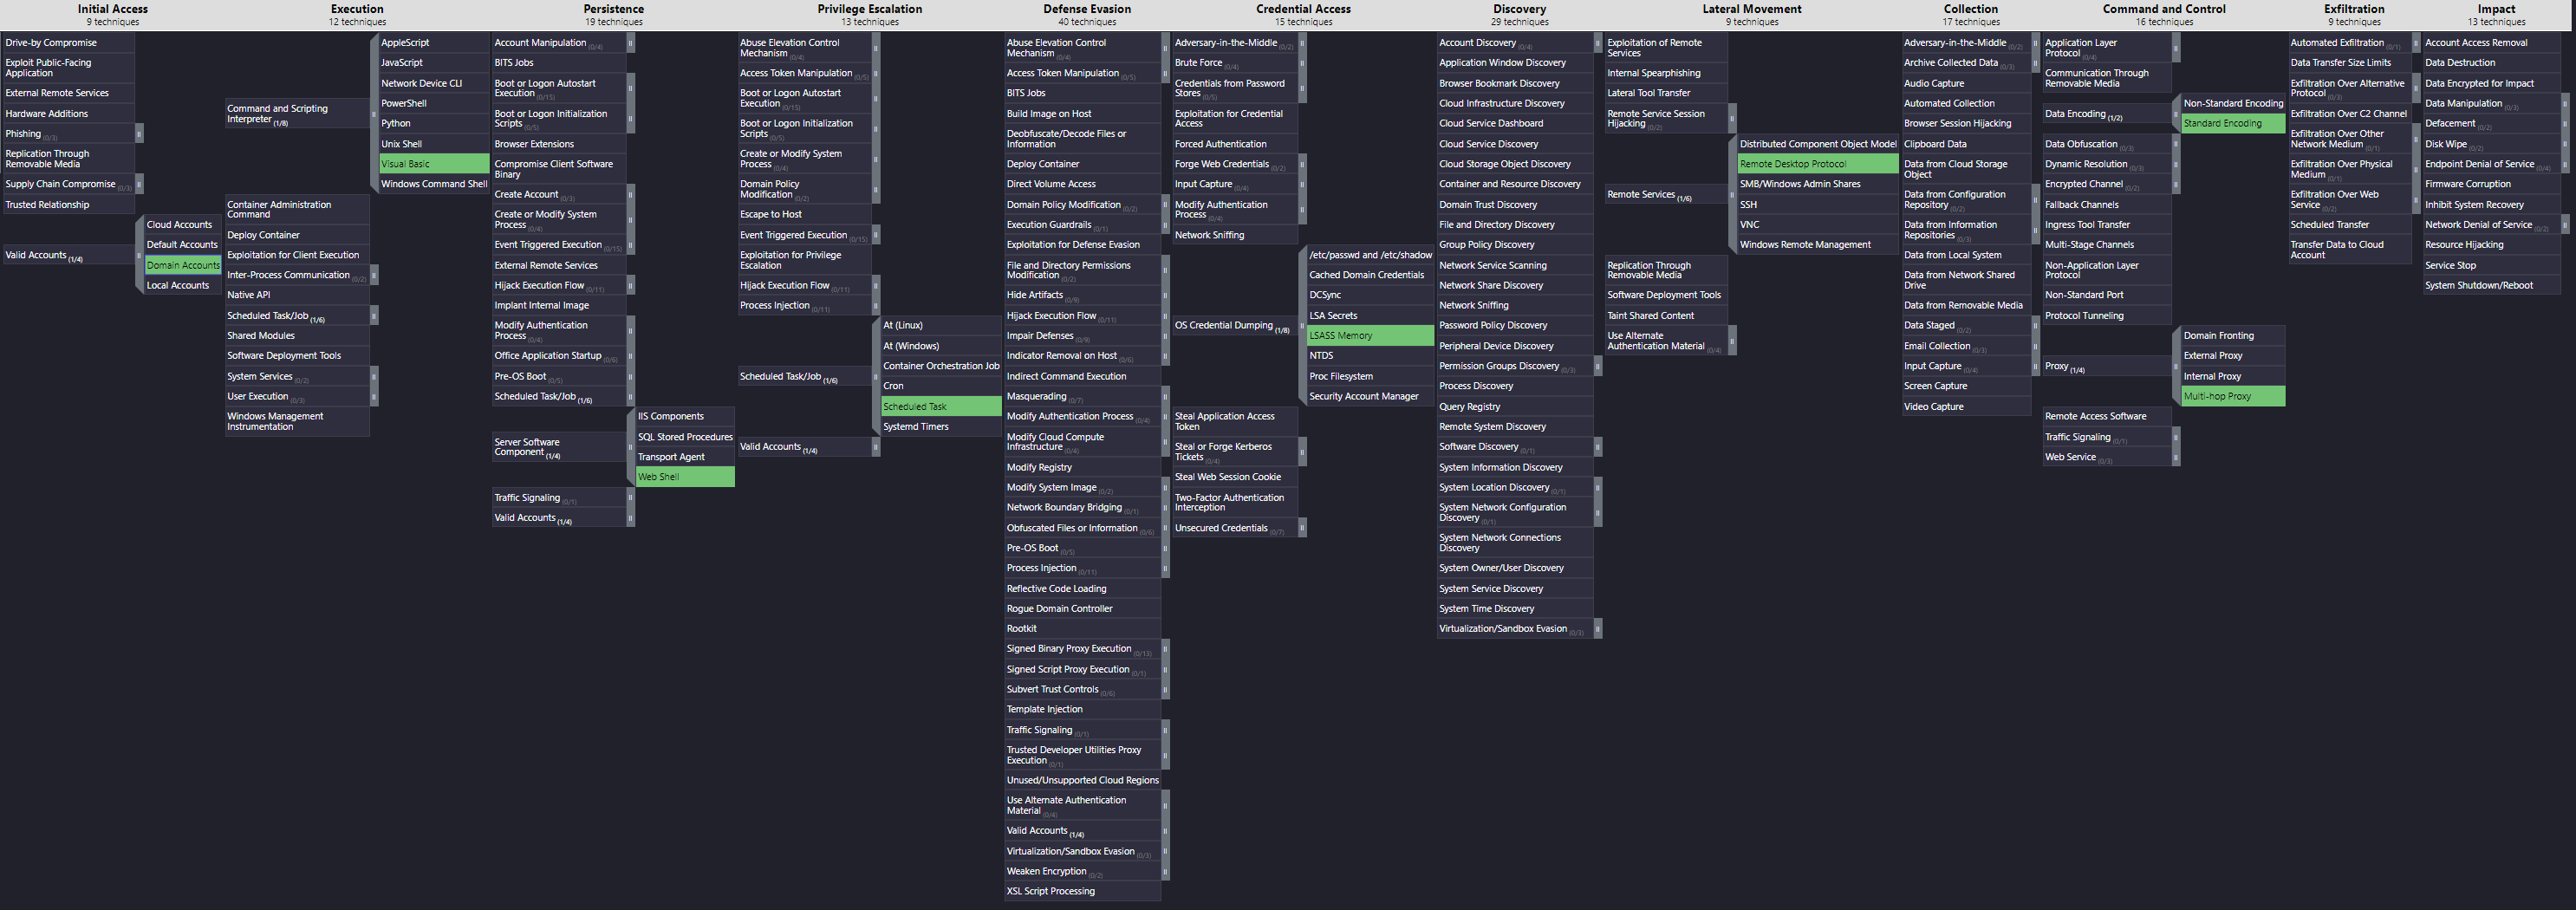 Initial Access
9 techniques
Drive-by Compromise
Exploit Public-Facing
Application
External Remote Services
Hardware Additions
Phishing (0/3)
Replication Through
Removable Media
Supply Chain Compromise (0/3)
Trusted Relationship
Valid Accounts (1/4)
Cloud Accounts
Default Accounts
Domain Accounts
Local Accounts
Execution
12 techniques
Command and Scripting
Interpreter (1/8)
AppleScript
JavaScript
Network Device CLI
PowerShell
Python
Unix Shell
Visual Basic
Windows Command Shell
Container Administration
Command
Deploy Container
Exploitation for Client Execution
Inter-Process Communication (0/2)
Native API
Scheduled Task/Job (1/6)
Shared Modules
Software Deployment Tools
System Services (0/2)
User Execution (0/3)
Windows Management
Instrumentation
Persistence
19 techniques
Account Manipulation (0/4)
BITS Jobs
Boot or Logon Autostart
Execution (0/15)
Boot or Logon Initialization
Scripts (0/5)
Browser Extensions
Compromise Client Software
Binary
Create Account (0/3)
Create or Modify System
Process (0/4)
Event Triggered Execution (0/15)
External Remote Services
Hijack Execution Flow (0/11)
Implant Internal Image
Modify Authentication
Process (0/4)
Office Application Startup (0/6)
Pre-OS Boot (0/5)
Scheduled Task/Job (1/6)
Server Software
Component (1/4)
IIS Components
SQL Stored Procedures
Transport Agent
Web Shell
Traffic Signaling (0/1)
Valid Accounts (1/4)
Privilege Escalation
13 techniques
Abuse Elevation Control
Mechanism (0/4)
Access Token Manipulation (0/5)
Boot or Logon Autostart
Execution (0/15)
Boot or Logon Initialization
Scripts (0/5)
Create or Modify System
Process (0/4)
Domain Policy
Modification (0/2)
Escape to Host
Event Triggered Execution (0/15)
Exploitation for Privilege
Escalation
Hijack Execution Flow (0/11)
Process Injection (0/11)
Scheduled Task/Job (1/6)
At (Linux)
At (Windows)
Container Orchestration Job
Cron
Scheduled Task
Systemd Timers
Valid Accounts (1/4)
Defense Evasion
40 techniques
Abuse Elevation Control
Mechanism (0/4)
Access Token Manipulation (0/5)
BITS Jobs
Build Image on Host
Deobfuscate/Decode Files or
Information
Deploy Container
Direct Volume Access
Domain Policy Modification (0/2)
Execution Guardrails (0/1)
Exploitation for Defense Evasion
File and Directory Permissions
Modification (0/2)
Hide Artifacts (0/9)
Hijack Execution Flow (0/11)
Impair Defenses (0/9)
Indicator Removal on Host (0/6)
Indirect Command Execution
Masquerading (0/7)
Modify Authentication Process (0/4)
Modify Cloud Compute
Infrastructure (0/4)
Modify Registry
Modify System Image (0/2)
Network Boundary Bridging (0/1)
Obfuscated Files or Information (0/6)
Pre-OS Boot (0/5)
Process Injection (0/11)
Reflective Code Loading
Rogue Domain Controller
Rootkit
Signed Binary Proxy Execution (0/13)
Signed Script Proxy Execution (0/1)
Subvert Trust Controls (0/6)
Template Injection
Traffic Signaling (0/1)
Trusted Developer Utilities Proxy
Execution (0/1)
Unused/Unsupported Cloud Regions
Use Alternate Authentication
Material (0/4)
Valid Accounts (1/4)
Virtualization/Sandbox Evasion (0/3)
Weaken Encryption (0/2)
XSL Script Processing
Credential Access
15 techniques
Adversary-in-the-Middle (0/2)
Brute Force (0/4)
Credentials from Password
Stores (0/5)
Exploitation for Credential
Access
Forced Authentication
Forge Web Credentials (0/2)
Input Capture (0/4)
Modify Authentication
Process (0/4)
Network Sniffing
OS Credential Dumping (1/8)
/etc/passwd and /etc/shadow
Cached Domain Credentials
DCSync
LSA Secrets
LSASS Memory
NTDS
Proc Filesystem
Security Account Manager
Steal Application Access
Token
Steal or Forge Kerberos
Tickets (0/4)
Steal Web Session Cookie
Two-Factor Authentication
Interception
Unsecured Credentials (0/7)
Discovery
29 techniques
Account Discovery (0/4)
Application Window Discovery
Browser Bookmark Discovery
Cloud Infrastructure Discovery
Cloud Service Dashboard
Cloud Service Discovery
Cloud Storage Object Discovery
Container and Resource Discovery
Domain Trust Discovery
File and Directory Discovery
Group Policy Discovery
Network Service Scanning
Network Share Discovery
Network Sniffing
Password Policy Discovery
Peripheral Device Discovery
Permission Groups Discovery (0/3)
Process Discovery
Query Registry
Remote System Discovery
Software Discovery (0/1)
System Information Discovery
System Location Discovery (0/1)
System Network Configuration
Discovery (0/1)
System Network Connections
Discovery
System Owner/User Discovery
System Service Discovery
System Time Discovery
Virtualization/Sandbox Evasion (0/3)
Lateral Movement
9 techniques
Exploitation of Remote
Services
Internal Spearphishing
Lateral Tool Transfer
Remote Service Session
Hijacking (0/2)
Remote Services (1/6)
Distributed Component Object Model
Remote Desktop Protocol
SMB/Windows Admin Shares
SSH
VNC
Windows Remote Management
Replication Through
Removable Media
Software Deployment Tools
Taint Shared Content
Use Alternate
Authentication Material (0/4)
Collection
17 techniques
Adversary-in-the-Middle (0/2)
Archive Collected Data (0/3)
Audio Capture
Automated Collection
Browser Session Hijacking
Clipboard Data
Data from Cloud Storage
Object
Data from Configuration
Repository (0/2)
Data from Information
Repositories (0/3)
Data from Local System
Data from Network Shared
Drive
Data from Removable Media
Data Staged (0/2)
Email Collection (0/3)
Input Capture (0/4)
Screen Capture
Video Capture
Command and Control
16 techniques
Application Layer
Protocol (0/4)
Communication Through
Removable Media
Data Encoding (1/2)
Non-Standard Encoding
Standard Encoding
Data Obfuscation (0/3)
Dynamic Resolution (0/3)
Encrypted Channel (0/2)
Fallback Channels
Ingress Tool Transfer
Multi-Stage Channels
Non-Application Layer
Protocol
Non-Standard Port
Protocol Tunneling
Proxy (1/4)
Domain Fronting
External Proxy
Internal Proxy
Multi-hop Proxy
Remote Access Software
Traffic Signaling (0/1)
Web Service (0/3)
Exfiltration
9 techniques
Automated Exfiltration (0/1)
Data Transfer Size Limits
Exfiltration Over Alternative
Protocol (0/3)
Exfiltration Over C2 Channel
Exfiltration Over Other
Network Medium (0/1)
Exfiltration Over Physical
Medium (0/1)
Exfiltration Over Web
Service (0/2)
Scheduled Transfer
Transfer Data to Cloud
Account
Impact
13 techniques
Account Access Removal
Data Destruction
Data Encrypted for Impact
Data Manipulation (0/3)
Defacement (0/2)
Disk Wipe (0/2)
Endpoint Denial of Service (0/4)
Firmware Corruption
Inhibit System Recovery
Network Denial of Service (0/2)
Resource Hijacking
Service Stop
System Shutdown/Reboot